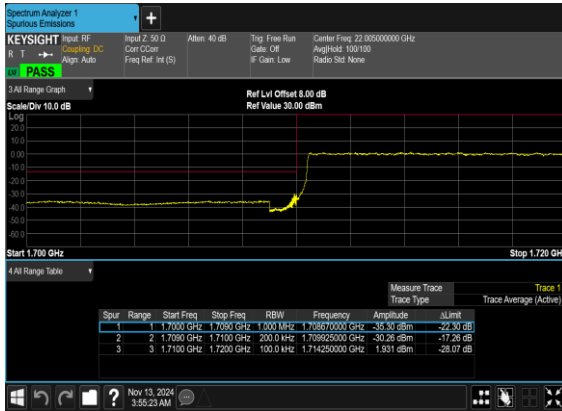 Spectrum Analyzer 1
Spurious Emissions
+
KEYSIGHT Input: RF Input Z: 50 Ω Atten: 40 dB Trig: Free Run Center Freq: 22.005000000 GHz
R T Coupling: DC Corr CCorr Gate: Off Avg|Hold: 100/100
Align: Auto Freq Ref: Int (S) IF Gain: Low Radio Std: None
LXI PASS
3 All Range Graph
Ref Lvl Offset 8.00 dB
Scale/Div 10.0 dB Ref Value 30.00 dBm
Log
20.0
10.0
0.00
-10.0
-20.0
-30.0
-40.0
-50.0
-60.0
Start 1.700 GHz Stop 1.720 GH
4 All Range Table
Measure Trace Trace 1
Trace Type Trace Average (Active)
Spur Range Start Freq Stop Freq RBW Frequency Amplitude ΔLimit
1 1 1.7000 GHz 1.7090 GHz 1.000 MHz 1.708670000 GHz -35.30 dBm -22.30 dB
2 2 1.7090 GHz 1.7100 GHz 200.0 kHz 1.709925000 GHz -30.26 dBm -17.26 dB
3 3 1.7100 GHz 1.7200 GHz 100.0 kHz 1.714250000 GHz 1.931 dBm -28.07 dB
? Nov 13, 2024
3:55:23 AM